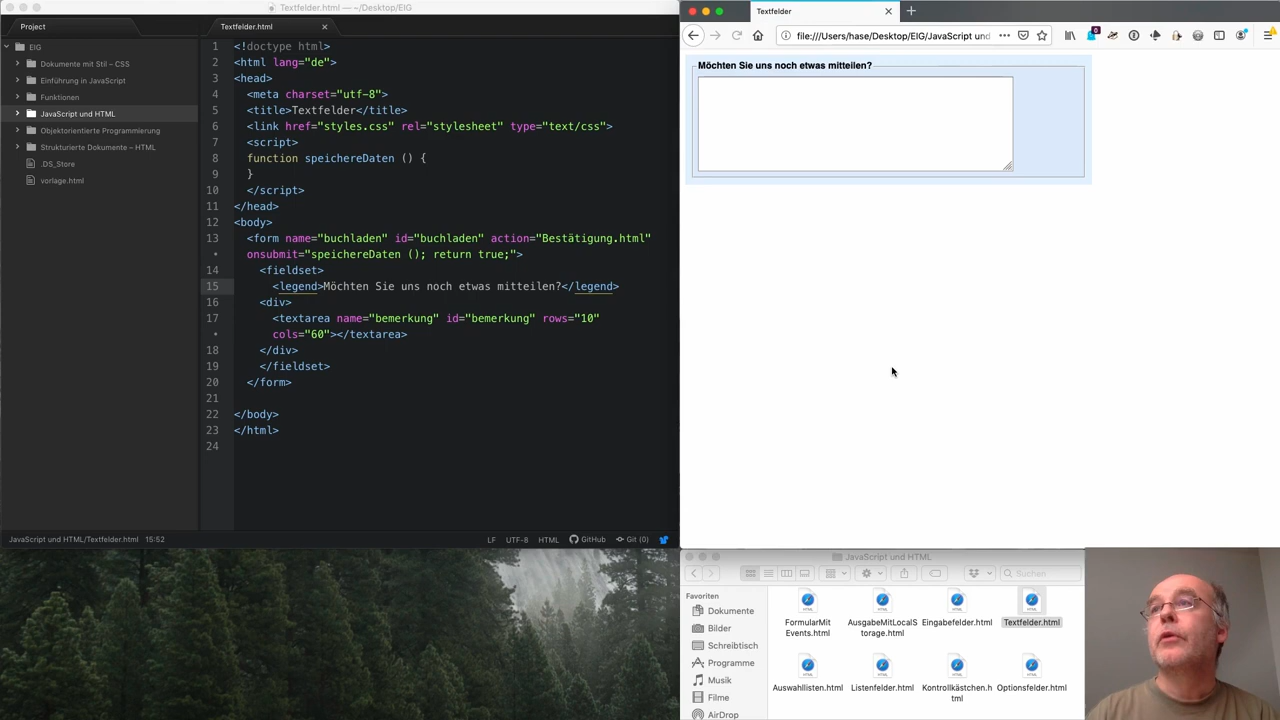 Textfelder.html — ~/Desktop/EIG
Project
EIG
Dokumente mit Stil – CSS
Einführung in JavaScript
Funktionen
JavaScript und HTML
Objektorientierte Programmierung
Strukturierte Dokumente – HTML
.DS_Store
vorlage.html
Textfelder.html
1 <!doctype html>
2 <html lang="de">
3 <head>
4 <meta charset="utf-8">
5 <title>Textfelder</title>
6 <link href="styles.css" rel="stylesheet" type="text/css">
7 <script>
8 function speichereDaten () {
9 }
10 </script>
11 </head>
12 <body>
13 <form name="buchladen" id="buchladen" action="Bestätigung.html"
• onsubmit="speichereDaten (); return true;">
14 <fieldset>
15 <legend>Möchten Sie uns noch etwas mitteilen?</legend>
16 <div>
17 <textarea name="bemerkung" id="bemerkung" rows="10"
• cols="60"></textarea>
18 </div>
19 </fieldset>
20 </form>
21
22 </body>
23 </html>
24
JavaScript und HTML/Textfelder.html 15:52
LF UTF-8 HTML GitHub Git (0)
Textfelder
file:///Users/hase/Desktop/EIG/JavaScript und
Möchten Sie uns noch etwas mitteilen?
JavaScript und HTML
Suchen
Favoriten
Dokumente
Bilder
Schreibtisch
Programme
Musik
Filme
AirDrop
FormularMit
Events.html
AusgabeMitLocalS
torage.html
Eingabefelder.html
Textfelder.html
Auswahllisten.html
Listenfelder.html
Kontrollkästchen.h
tml
Optionsfelder.html